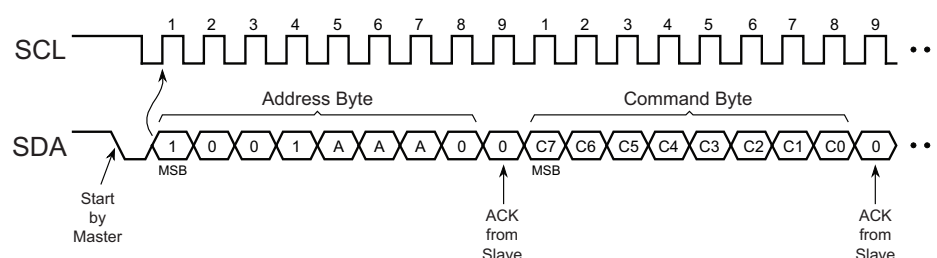 1 2 3 4 5 6 7 8 9 1 2 3 4 5 6 7 8 9
SCL
Address Byte Command Byte
SDA 1 0 0 1 A A A 0 0 C7 C6 C5 C4 C3 C2 C1 C0 0
MSB MSB
Start
by
Master
ACK
from
Slave
ACK
from
Slave